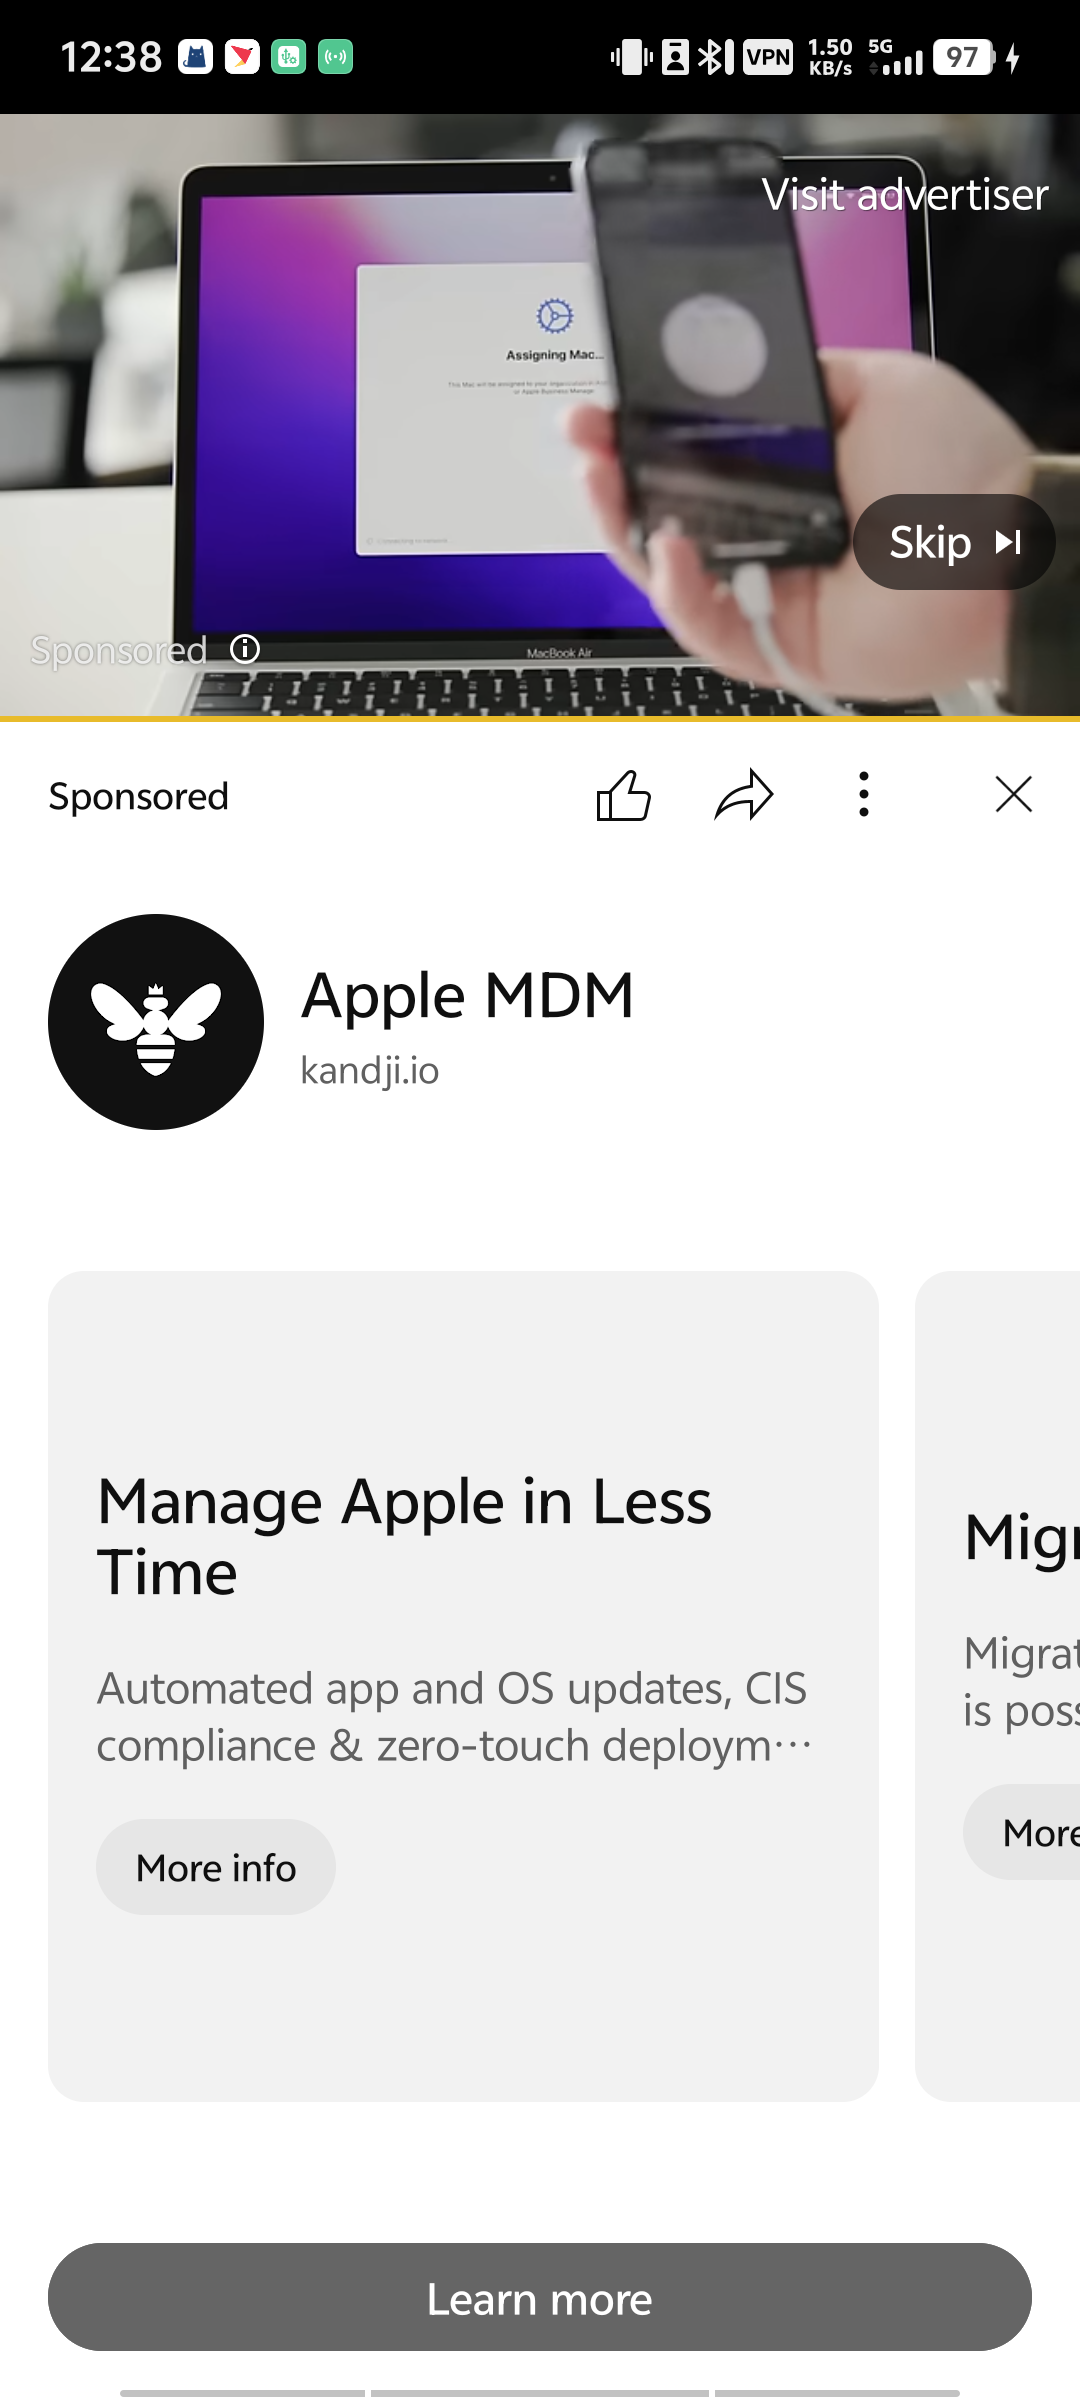 12:38
VPN
1.50
KB/s
5G
97
Visit advertiser
Assigning Mac...
Skip
Sponsored
MacBook Air
Sponsored
Apple MDM
kandji.io
Manage Apple in Less
Time
Automated app and OS updates, CIS
compliance & zero-touch deploym···
More info
Migr
Migrat
is poss
More
Learn more